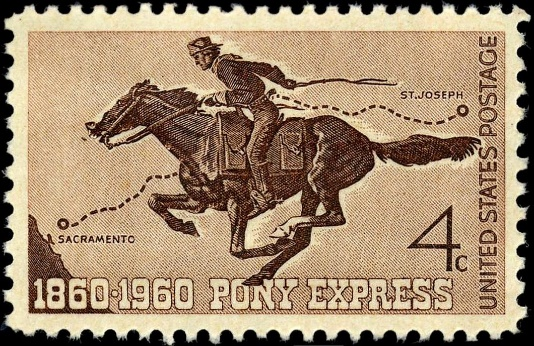 ST. JOSEPH
UNITED STATES POSTAGE
SACRAMENTO
4c
1860·1960 PONY EXPRESS